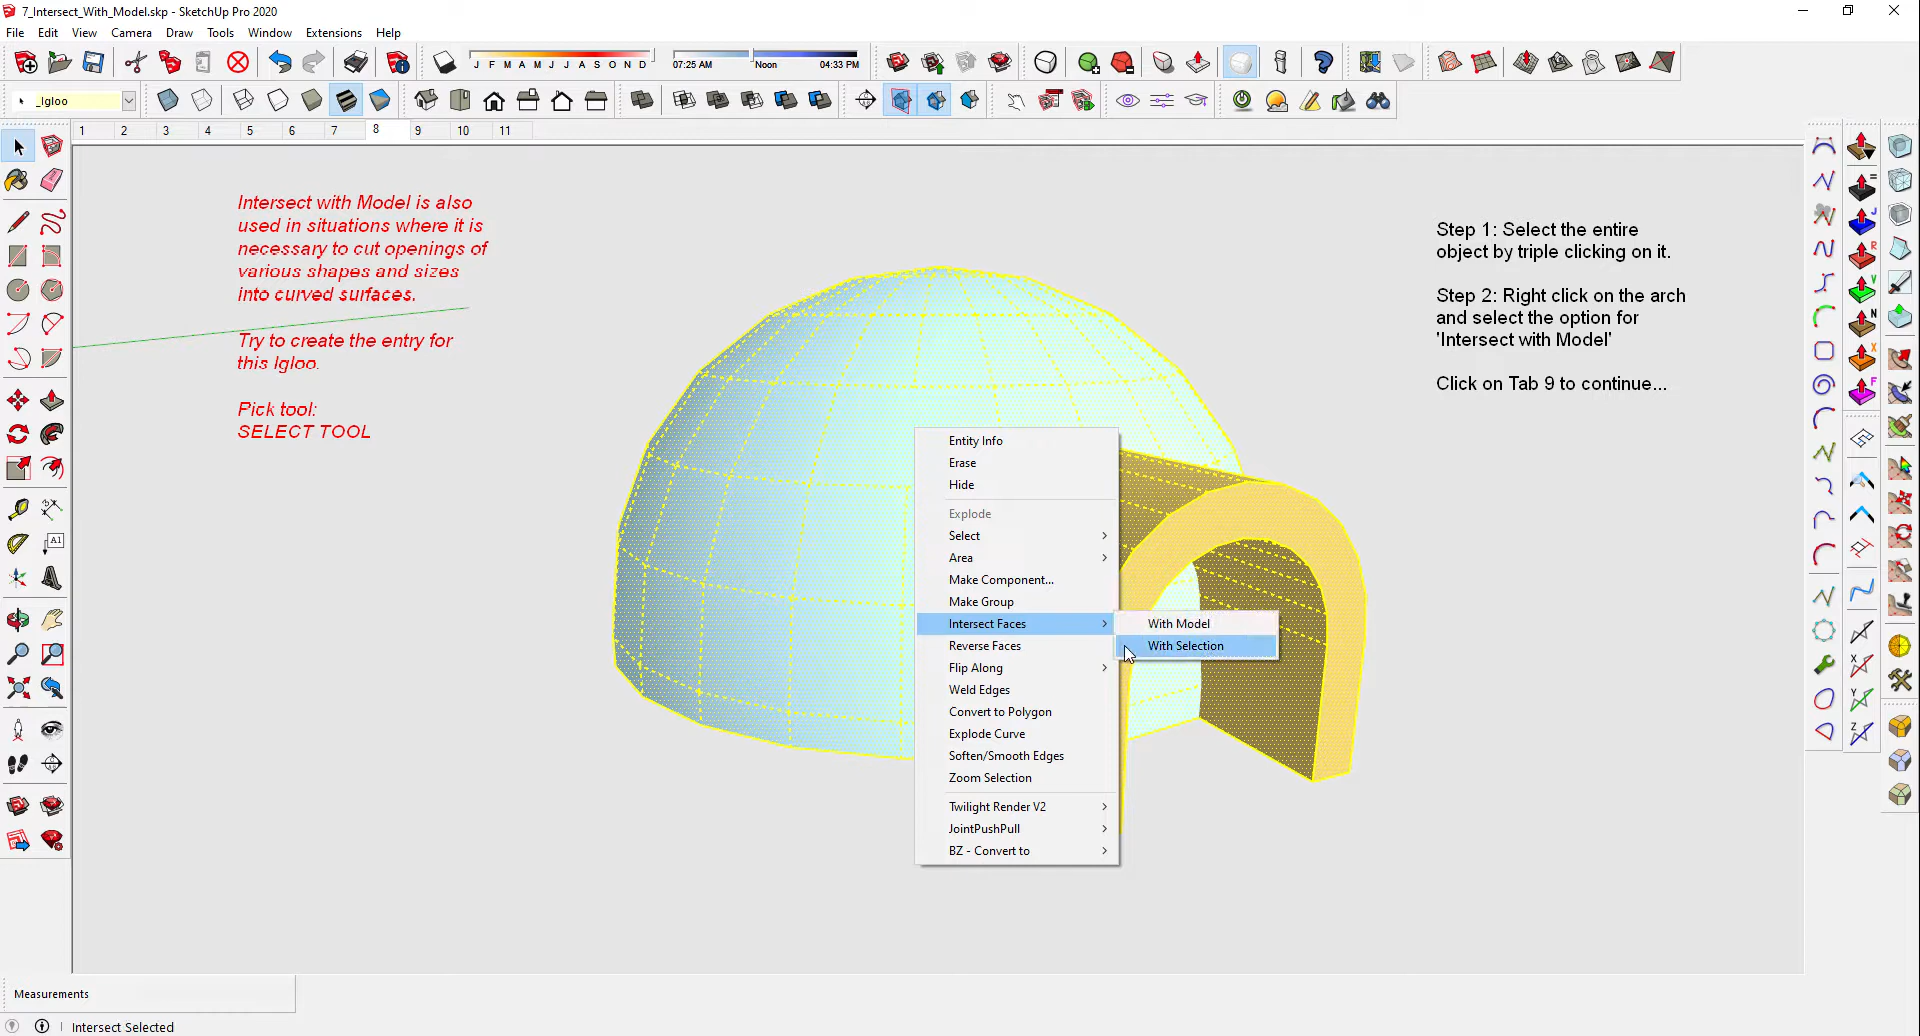 7_Intersect_With_Model.skp - SketchUp Pro 2020
File Edit View Camera Draw Tools Window Extensions Help
J F M A M J J A S O N D
07:25 AM Noon 04:33 PM
_Igloo
1 2 3 4 5 6 7 8 9 10 11
Intersect with Model is also
used in situations where it is
necessary to cut openings of
various shapes and sizes
into curved surfaces.
Try to create the entry for
this Igloo.
Pick tool:
SELECT TOOL
Step 1: Select the entire
object by triple clicking on it.
Step 2: Right click on the arch
and select the option for
'Intersect with Model'
Click on Tab 9 to continue...
Entity Info
Erase
Hide
Explode
Select
Area
Make Component...
Make Group
Intersect Faces
With Model
With Selection
Reverse Faces
Flip Along
Weld Edges
Convert to Polygon
Explode Curve
Soften/Smooth Edges
Zoom Selection
Twilight Render V2
JointPushPull
BZ - Convert to
Measurements
Intersect Selected